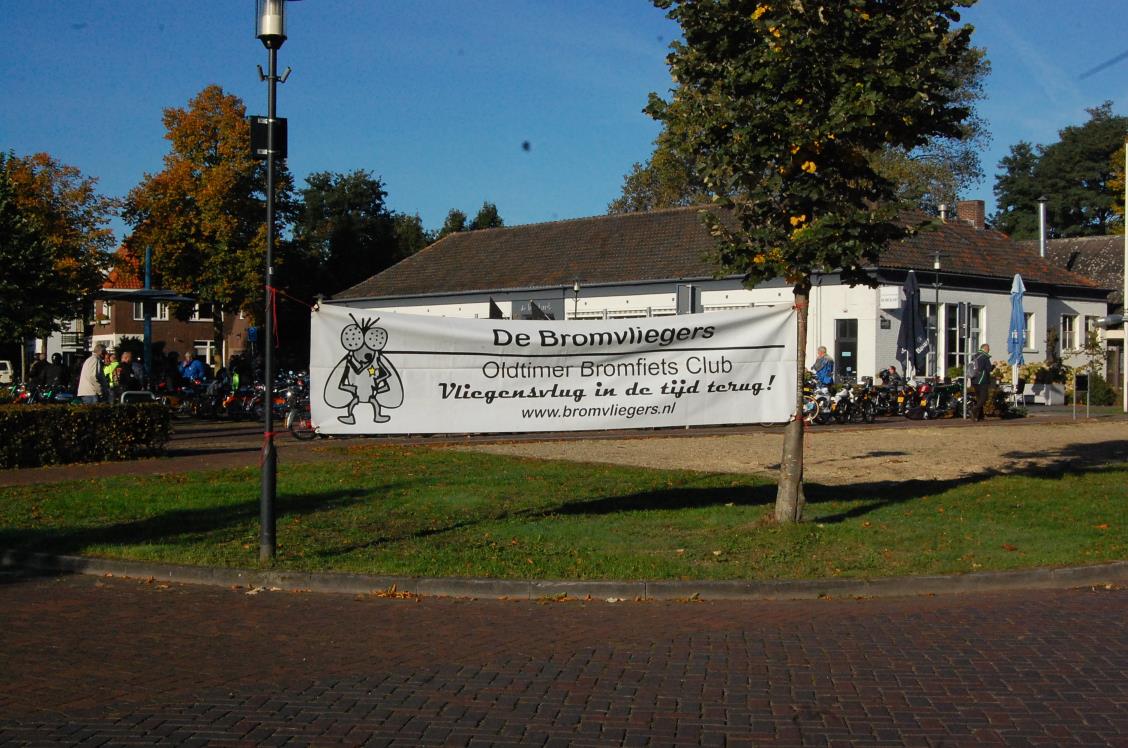 De Bromvliegers
Oldtimer Bromfiets Club
Vliegensvlug in de tijd terug!
www.bromvliegers.nl